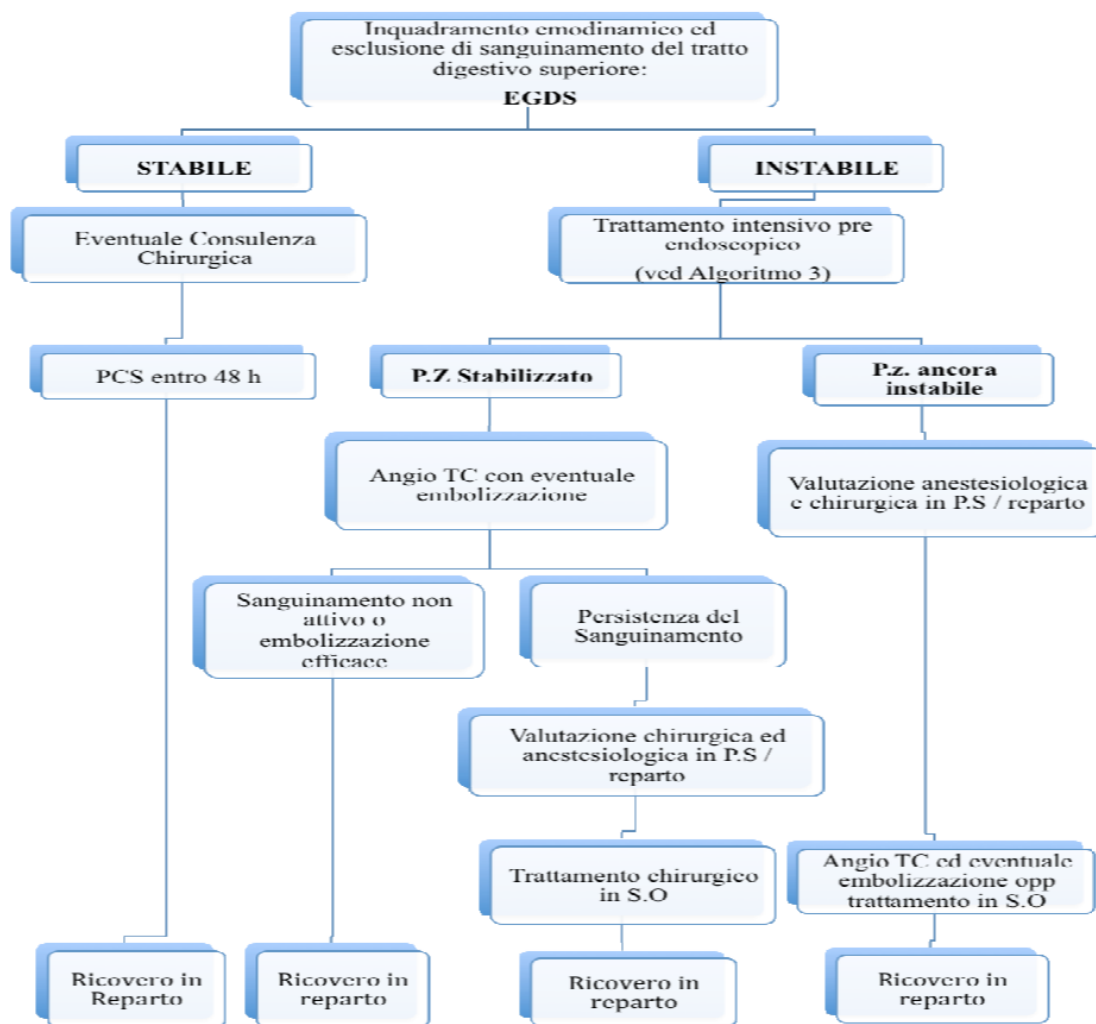 Inquadramento emodinamico ed
esclusione di sanguinamento del tratto
digestivo superiore:
EGDS
STABILE
INSTABILE
Eventuale Consulenza
Chirurgica
Trattamento intensivo pre
endoscopico
(ved Algoritmo 3)
PCS entro 48 h
P.Z Stabilizzato
P.z. ancora
instabile
Angio TC con eventuale
embolizzazione
Valutazione anestesiologica
e chirurgica in P.S / reparto
Sanguinamento non
attivo o
embolizzazione
efficace
Persistenza del
Sanguinamento
Valutazione chirurgica ed
anestesiologica in P.S /
reparto
Trattamento chirurgico
in S.O
Angio TC ed eventuale
embolizzazione opp
trattamento in S.O
Ricovero in
Reparto
Ricovero in
reparto
Ricovero in
reparto
Ricovero in
reparto